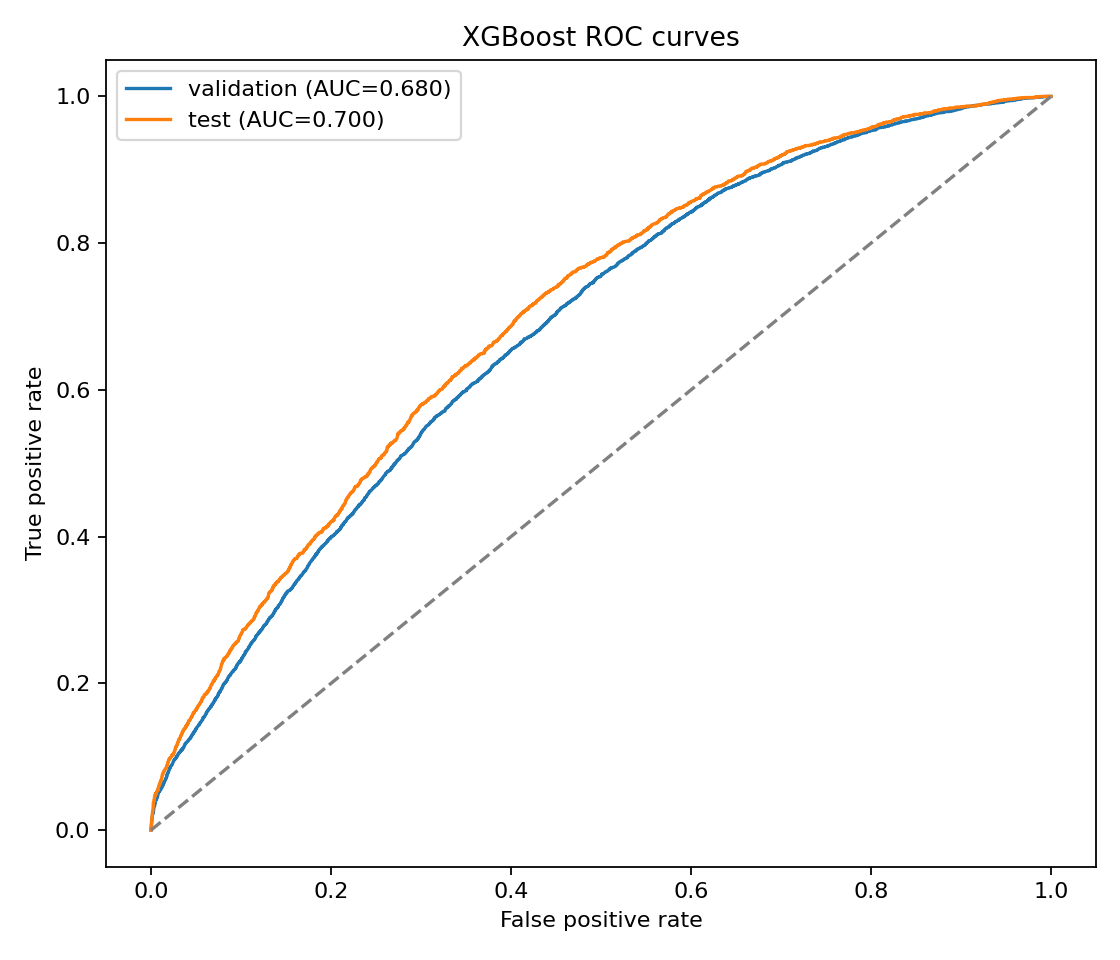 XGBoost ROC curves
validation (AUC=0.680)
test (AUC=0.700)
1.0
0.8
0.6
0.4
0.2
0.0
True positive rate
0.0 0.2 0.4 0.6 0.8 1.0
False positive rate